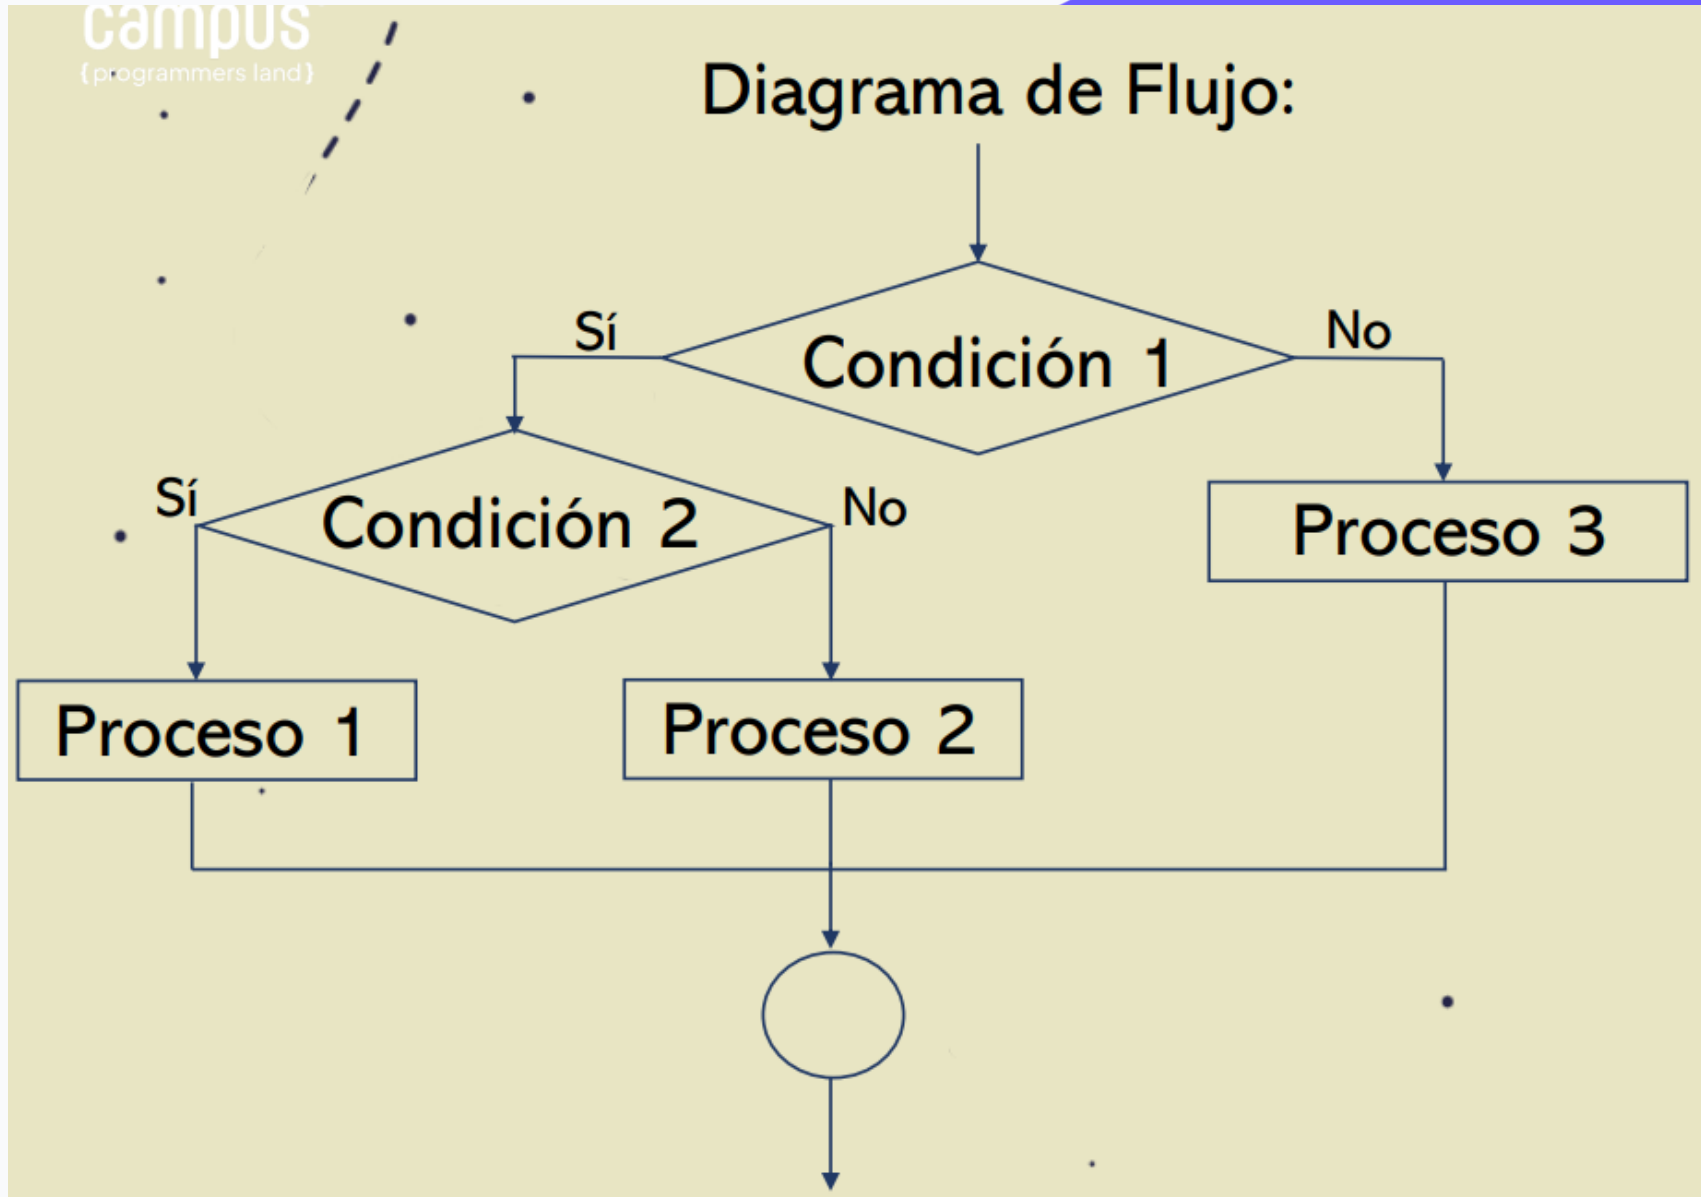 campus
{programmers land}
Diagrama de Flujo:
Sí
No
Condición 1
Sí
Condición 2
No
Proceso 3
Proceso 1
Proceso 2